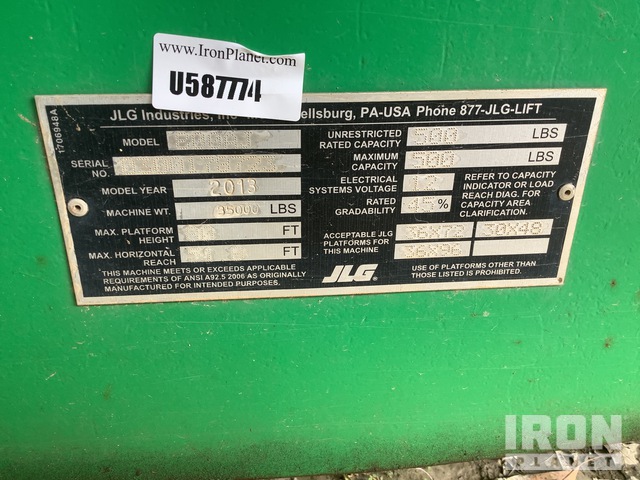 www.IronPlanet.com
U587774
JLG Industries, Inc. PA-USA Phone 877-JLG-LIFT
1706948A
MODEL
SERIAL NO.
MODEL YEAR 2013
MACHINE WT. 35000 LBS
MAX. PLATFORM HEIGHT FT
MAX. HORIZONTAL REACH FT
THIS MACHINE MEETS OR EXCEEDS APPLICABLE
REQUIREMENTS OF ANSI A92.5 2006 AS ORIGINALLY
MANUFACTURED FOR INTENDED APPLICATIONS.
UNRESTRICTED RATED CAPACITY 500 LBS
MAXIMUM CAPACITY 500 LBS
ELECTRICAL SYSTEMS VOLTAGE 12
RATED GRADABILITY 45%
REFER TO CAPACITY
INDICATOR OR LOAD
REACH DIAG. FOR
CAPACITY AREA
CLARIFICATION.
ACCEPTABLE JLG
PLATFORMS FOR
THIS MACHINE
36X72 30X48
36X96
JLG
USE OF PLATFORMS OTHER THAN
THOSE LISTED IS PROHIBITED.
IRON
PLANET